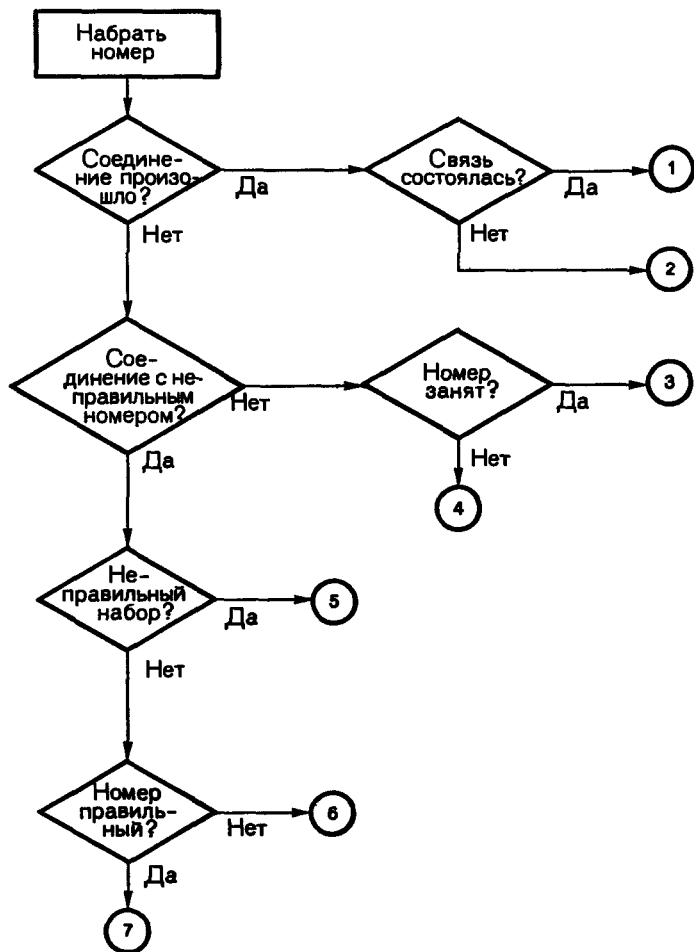 Набрать
номер
Соедине-
ние произо-
шло?
Да
Связь
состоялась?
Да
1
Нет
Нет
2
Сое-
динение с не-
правильным
номером?
Нет
Номер
занят?
Да
3
Да
Нет
4
Не-
правильный
набор?
Да
5
Нет
Номер
правиль-
ный?
Нет
6
Да
7